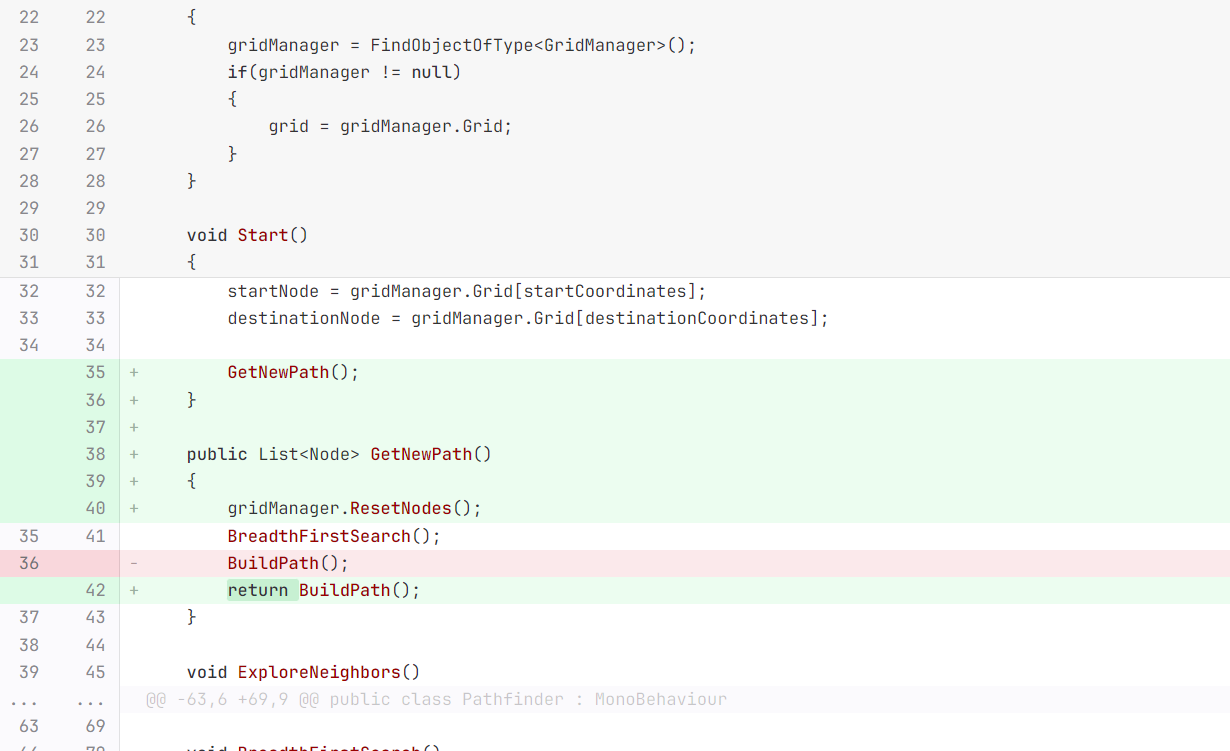 22 22 {
23 23 gridManager = FindObjectOfType<GridManager>();
24 24 if(gridManager != null)
25 25 {
26 26 grid = gridManager.Grid;
27 27 }
28 28 }
29 29
30 30 void Start()
31 31 {
32 32 startNode = gridManager.Grid[startCoordinates];
33 33 destinationNode = gridManager.Grid[destinationCoordinates];
34 34
35 + GetNewPath();
36 + }
37 +
38 + public List<Node> GetNewPath()
39 + {
40 + gridManager.ResetNodes();
35 41 BreadthFirstSearch();
36 - BuildPath();
42 + return BuildPath();
37 43 }
38 44
39 45 void ExploreNeighbors()
... ... @@ -63,6 +69,9 @@ public class Pathfinder : MonoBehaviour
63 69
64 70 void BreadthFirstSearch()